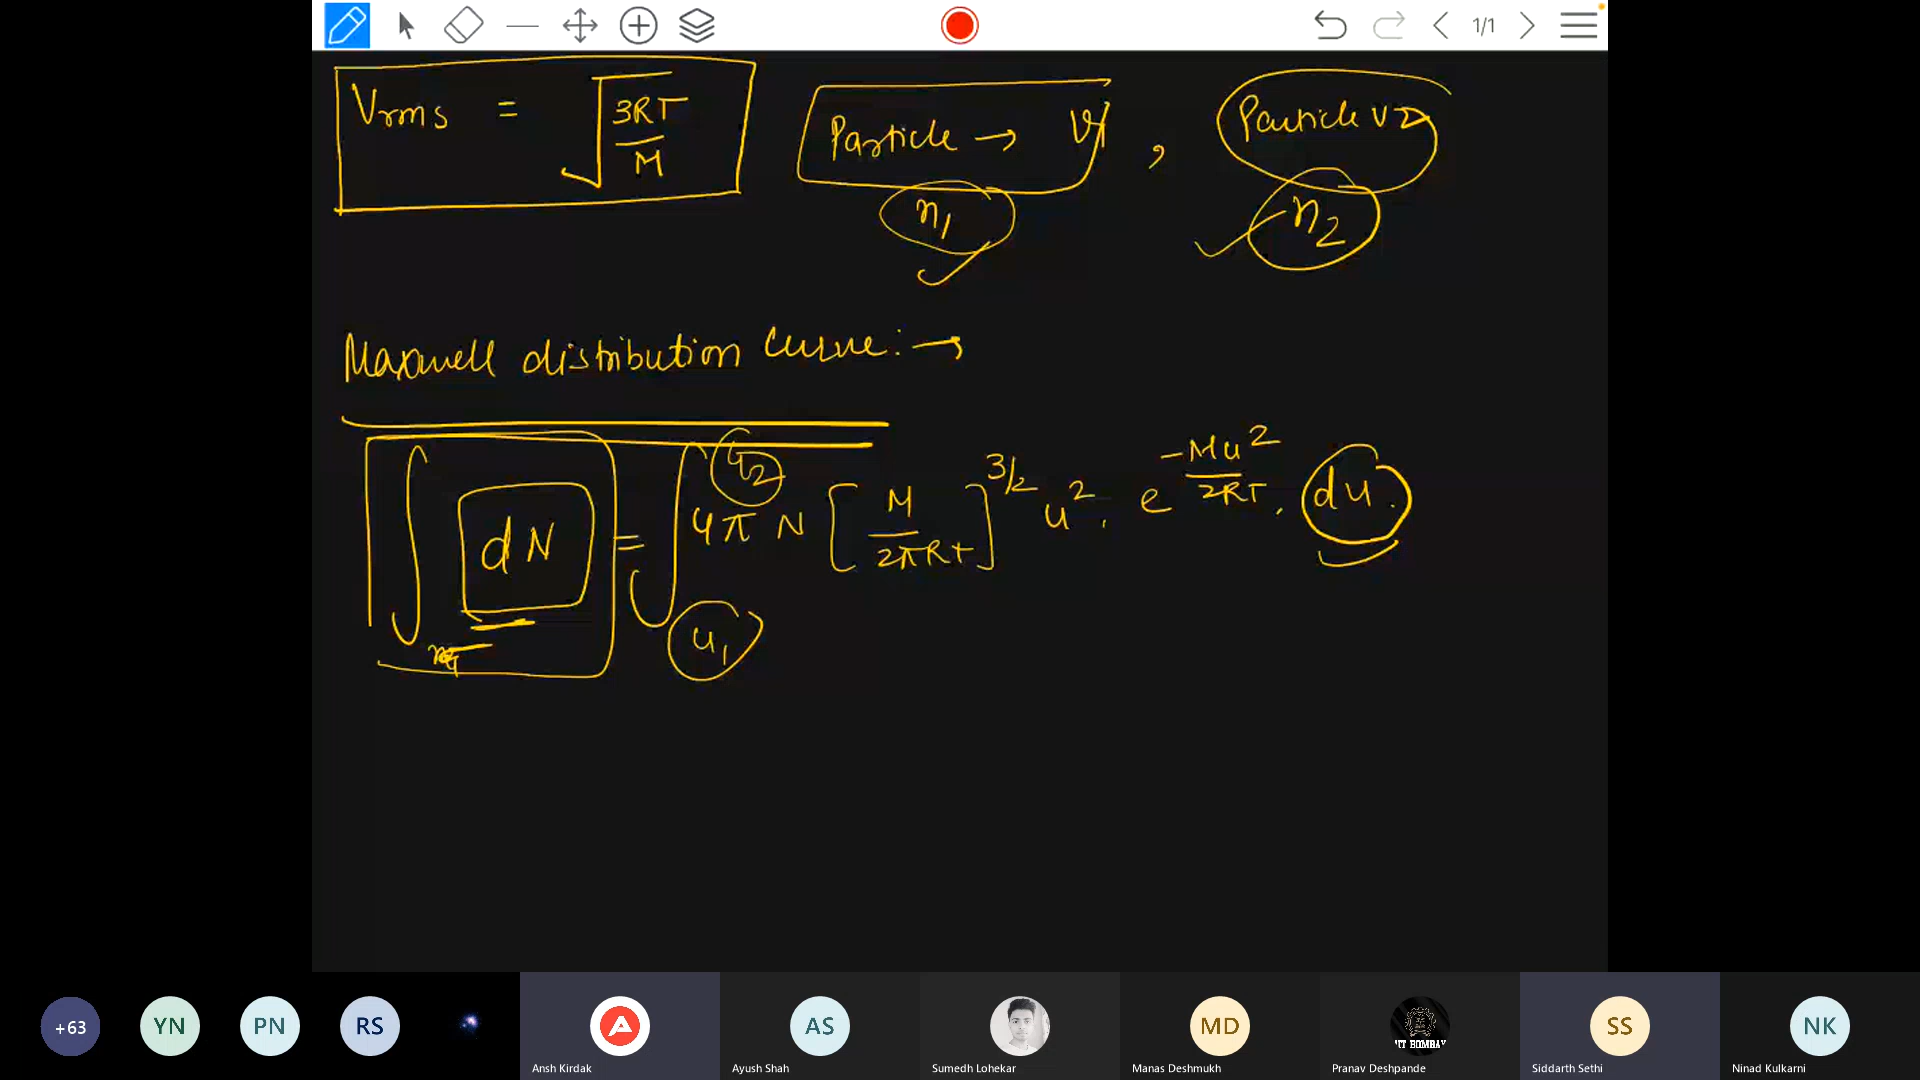 1/1
Vrms = √(3RT/M)
Particle → V1 , Particle V2
n1 n2
Maxwell distribution Curve:→
∫ dN = ∫ u1 u2 4π N [M/2πRT]^3/2 u^2. e^-Mu^2/2RT. du.
+63 YN PN RS AS MD IIT BOMBAY SS NK
Ansh Kirdak Ayush Shah Sumedh Lohekar Manas Deshmukh Pranav Deshpande Siddarth Sethi Ninad Kulkarni